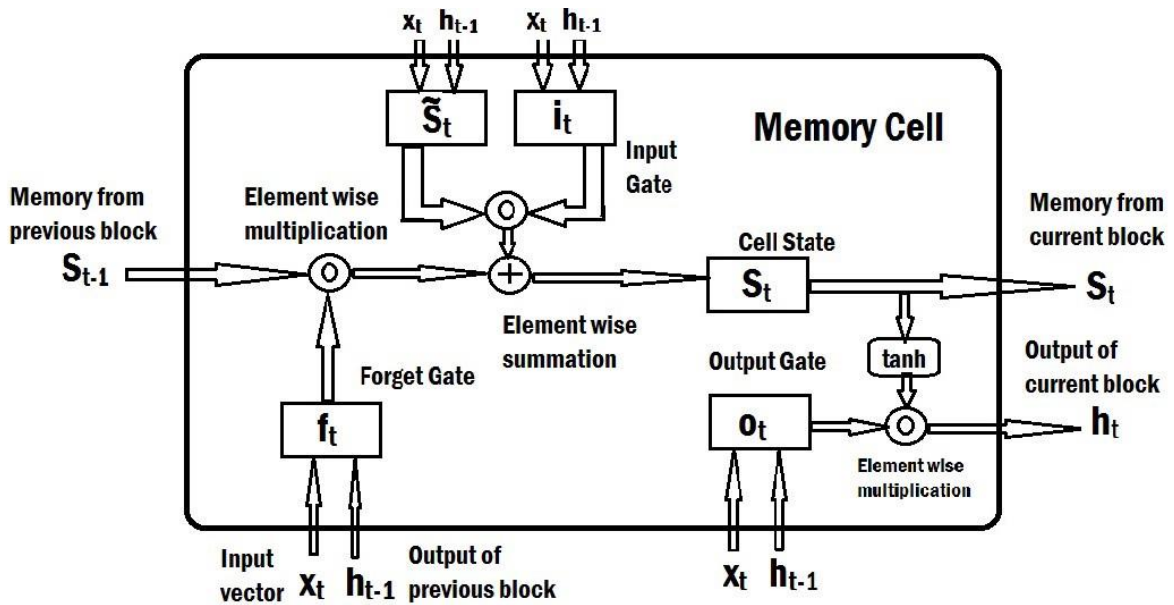 xₜ hₜ₋₁ xₜ hₜ₋₁
S̃ₜ iₜ
Memory Cell
Input
Gate
Memory from
previous block
Sₜ₋₁
Element wise
multiplication
O
O
+
Element wise
summation
Cell State
Sₜ
Memory from
current block
Sₜ
tanh
Forget Gate
fₜ
Output Gate
oₜ
O
Element wise
multiplication
Output of
current block
hₜ
Input
vector
xₜ hₜ₋₁
Output of
previous block
xₜ hₜ₋₁